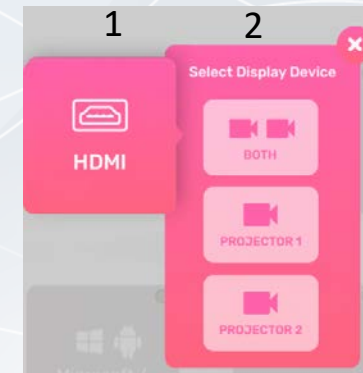 1 2
Select Display Device
HDMI
BOTH
PROJECTOR 1
PROJECTOR 2